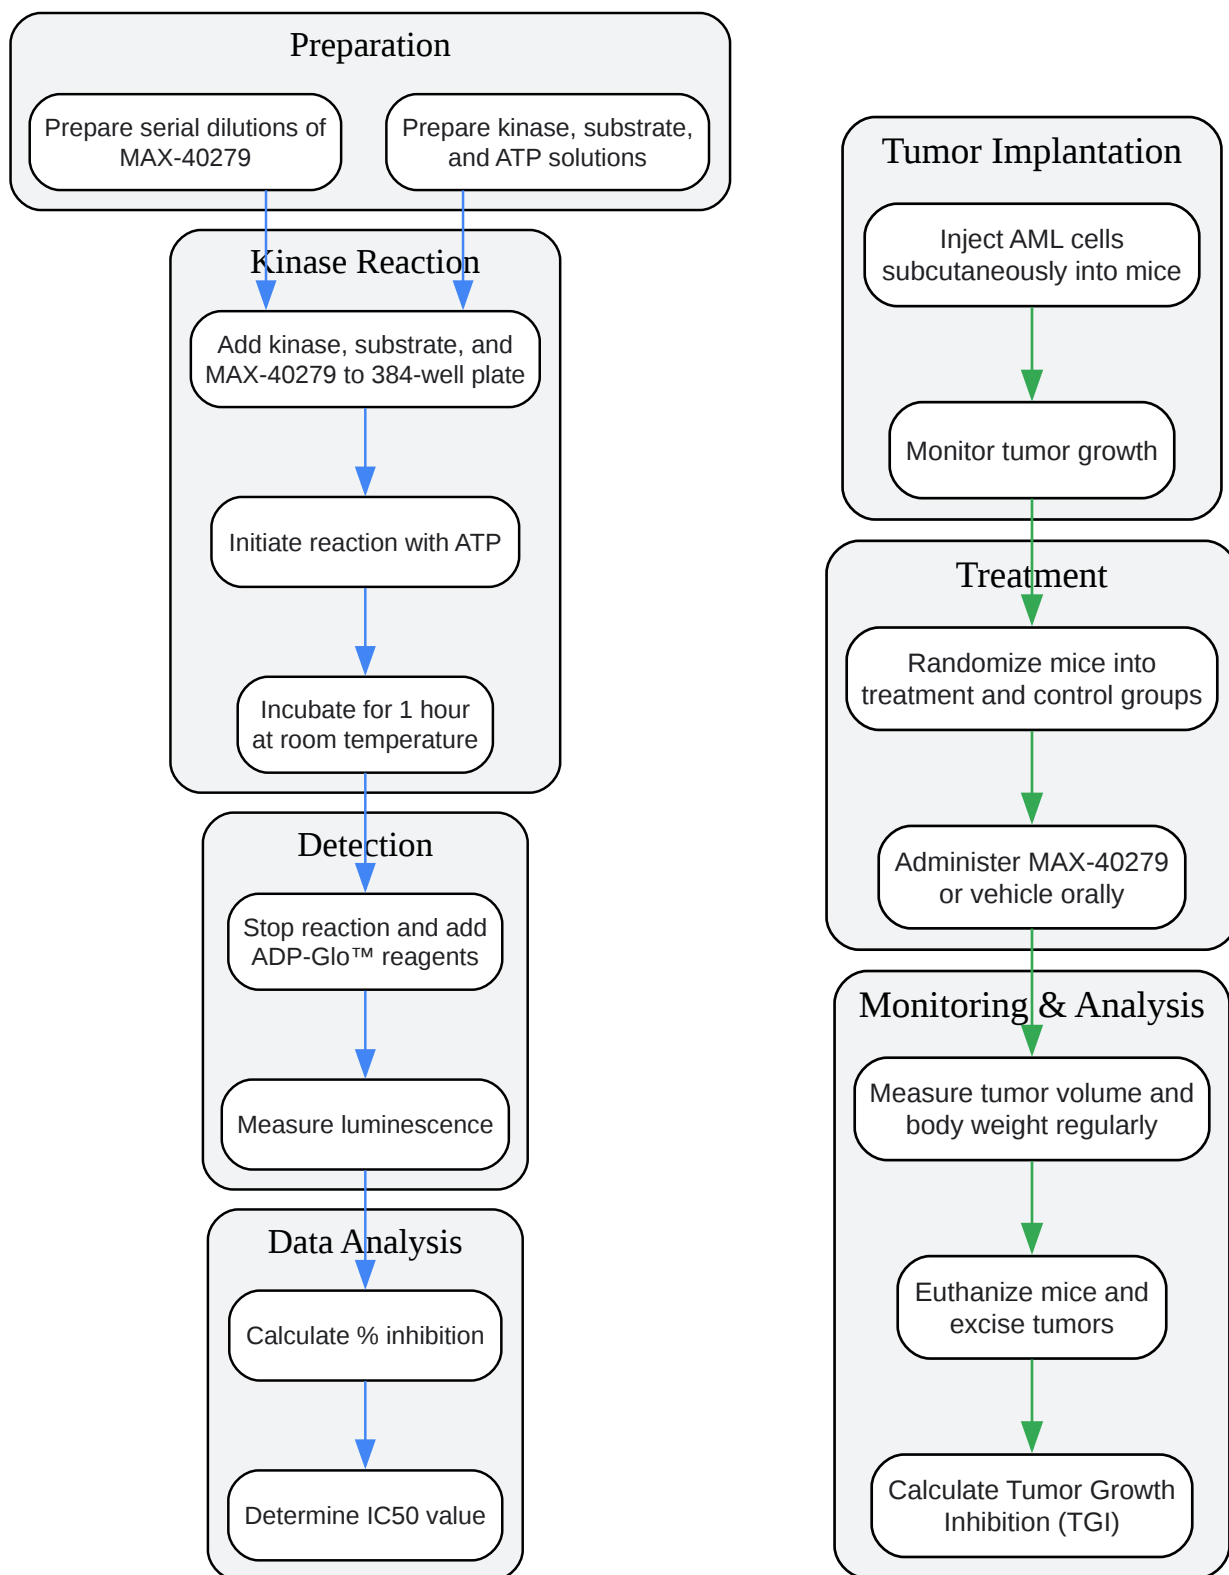 Preparation
Prepare serial dilutions of
MAX-40279
Prepare kinase, substrate,
and ATP solutions
Kinase Reaction
Add kinase, substrate, and
MAX-40279 to 384-well plate
Initiate reaction with ATP
Incubate for 1 hour
at room temperature
Detection
Stop reaction and add
ADP-Glo™ reagents
Measure luminescence
Data Analysis
Calculate % inhibition
Determine IC50 value
Tumor Implantation
Inject AML cells
subcutaneously into mice
Monitor tumor growth
Treatment
Randomize mice into
treatment and control groups
Administer MAX-40279
or vehicle orally
Monitoring & Analysis
Measure tumor volume and
body weight regularly
Euthanize mice and
excise tumors
Calculate Tumor Growth
Inhibition (TGI)